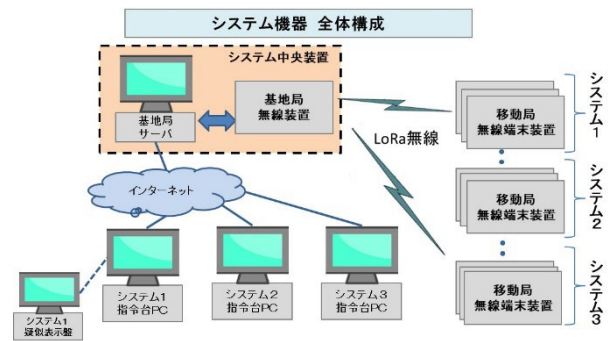 システム機器 全体構成
システム中央装置
基地局
サーバ
基地局
無線装置
LoRa無線
移動局
無線端末装置
システム1
移動局
無線端末装置
システム2
移動局
無線端末装置
システム3
インターネット
システム1
疑似表示盤
システム1
指令台PC
システム2
指令台PC
システム3
指令台PC